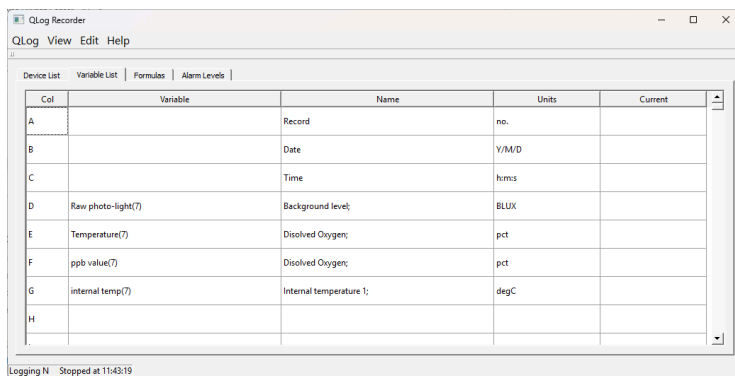 QLog Recorder
QLog View Edit Help
Device List Variable List Formulas Alarm Levels
Col Variable Name Units Current
A Record no.
B Date Y/M/D
C Time h:m:s
D Raw photo-light(7) Background level; BLUX
E Temperature(7) Disolved Oxygen; pct
F ppb value(7) Disolved Oxygen; pct
G internal temp(7) Internal temperature 1; degC
H
Logging N Stopped at 11:43:19